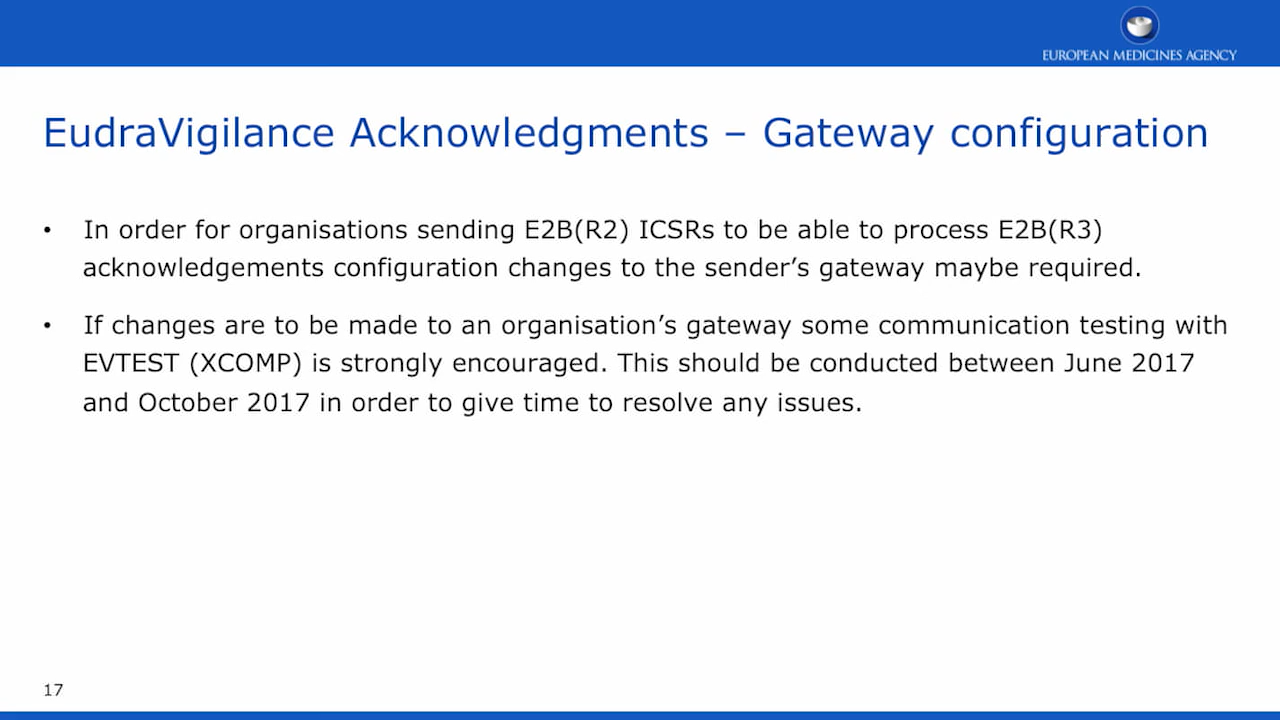 EUROPEAN MEDICINES AGENCY
EudraVigilance Acknowledgments – Gateway configuration
• In order for organisations sending E2B(R2) ICSRs to be able to process E2B(R3)
acknowledgements configuration changes to the sender’s gateway maybe required.
• If changes are to be made to an organisation’s gateway some communication testing with
EVTEST (XCOMP) is strongly encouraged. This should be conducted between June 2017
and October 2017 in order to give time to resolve any issues.
17